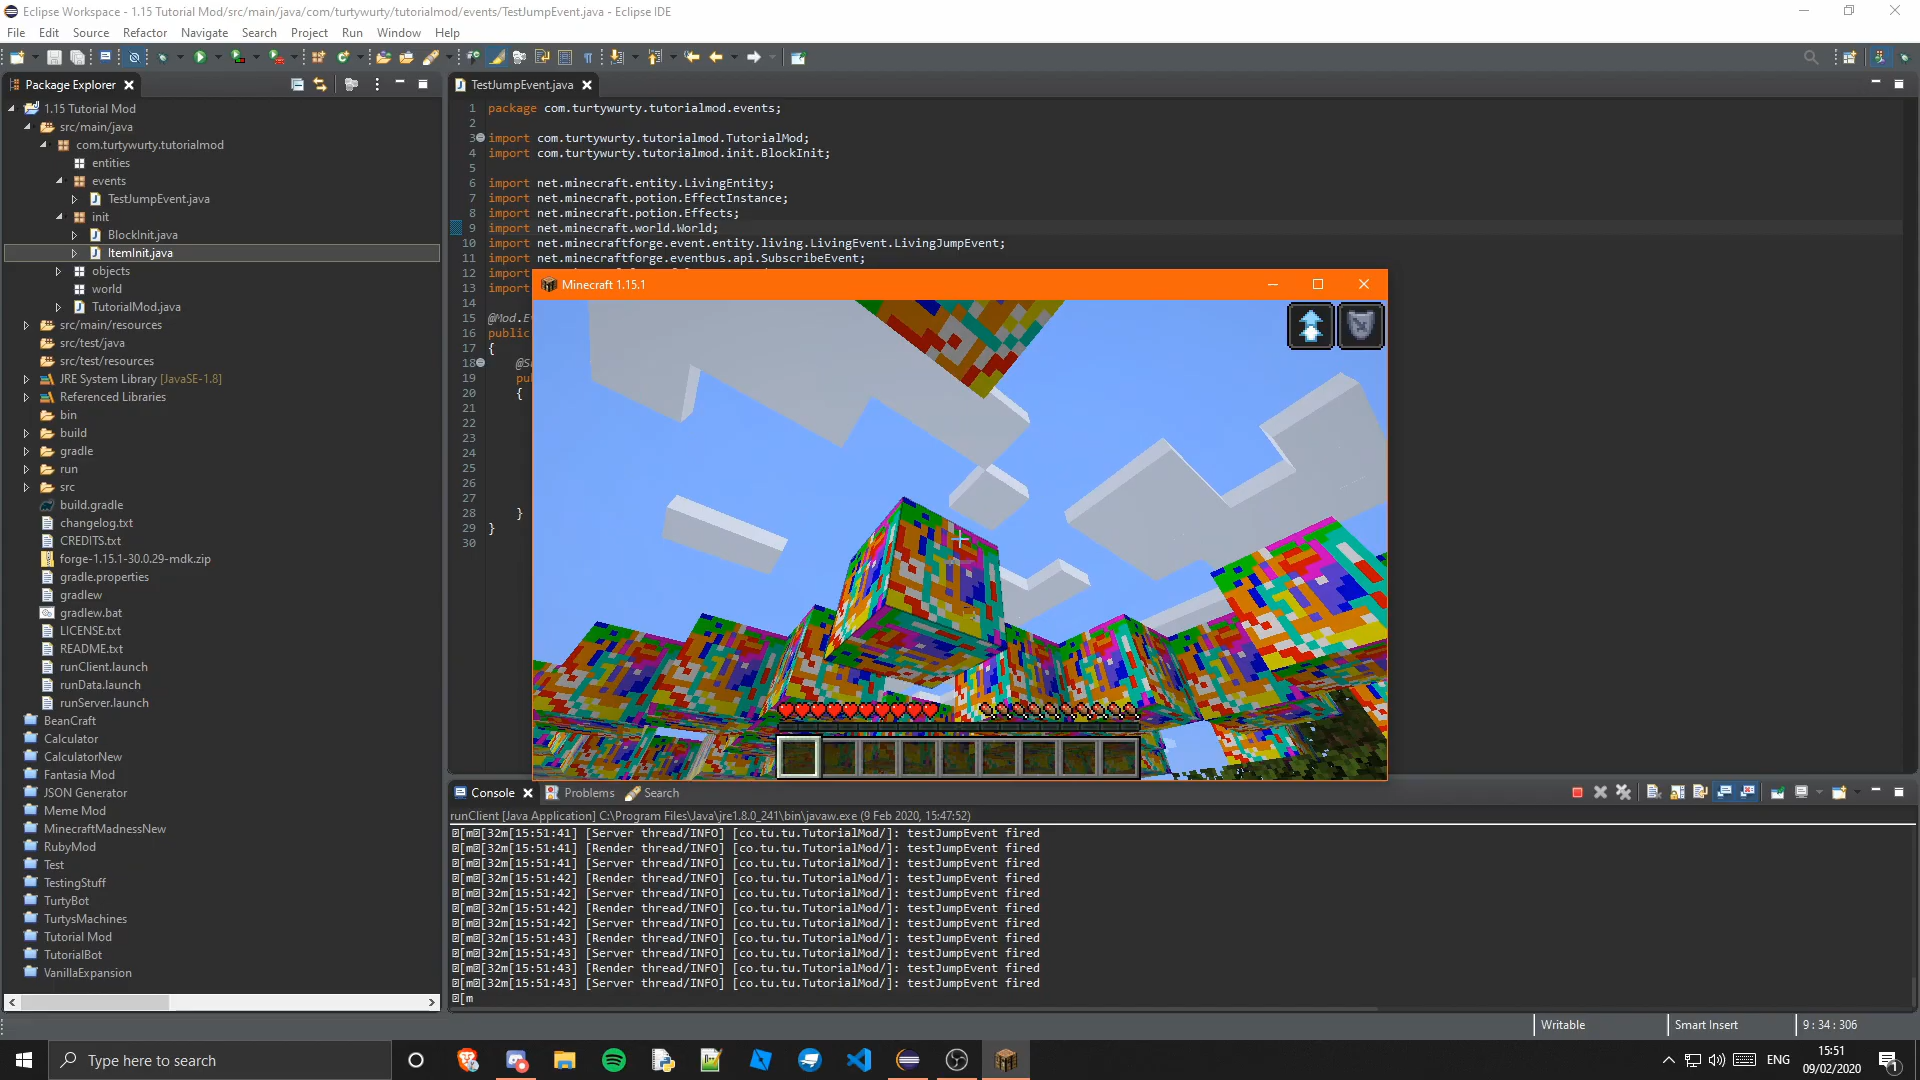 Eclipse Workspace - 1.15 Tutorial Mod/src/main/java/com/turtywurty/tutorialmod/events/TestJumpEvent.java - Eclipse IDE
File Edit Source Refactor Navigate Search Project Run Window Help
Package Explorer
1.15 Tutorial Mod
src/main/java
com.turtywurty.tutorialmod
entities
events
TestJumpEvent.java
init
BlockInit.java
ItemInit.java
objects
world
TutorialMod.java
src/main/resources
src/test/java
src/test/resources
JRE System Library [JavaSE-1.8]
Referenced Libraries
bin
build
gradle
run
src
build.gradle
changelog.txt
CREDITS.txt
forge-1.15.1-30.0.29-mdk.zip
gradle.properties
gradlew
gradlew.bat
LICENSE.txt
README.txt
runClient.launch
runData.launch
runServer.launch
BeanCraft
Calculator
CalculatorNew
Fantasia Mod
JSON Generator
Meme Mod
MinecraftMadnessNew
RubyMod
Test
TestingStuff
TurtyBot
TurtysMachines
Tutorial Mod
TutorialBot
VanillaExpansion
TestJumpEvent.java
1 package com.turtywurty.tutorialmod.events;
2
3 import com.turtywurty.tutorialmod.TutorialMod;
4 import com.turtywurty.tutorialmod.init.BlockInit;
5
6 import net.minecraft.entity.LivingEntity;
7 import net.minecraft.potion.EffectInstance;
8 import net.minecraft.potion.Effects;
9 import net.minecraft.world.World;
10 import net.minecraftforge.event.entity.living.LivingEvent.LivingJumpEvent;
11 import net.minecraftforge.eventbus.api.SubscribeEvent;
12 import
13 import
14
15 @Mod.E
16 public
17 {
18 @S
19 pu
20 {
21
22
23
24
25
26
27
28 }
29 }
30
Minecraft 1.15.1
Console Problems Search
runClient [Java Application] C:\Program Files\Java\jre1.8.0_241\bin\javaw.exe (9 Feb 2020, 15:47:52)
[m[32m[15:51:41] [Server thread/INFO] [co.tu.tu.TutorialMod/]: testJumpEvent fired
[m[32m[15:51:41] [Render thread/INFO] [co.tu.tu.TutorialMod/]: testJumpEvent fired
[m[32m[15:51:41] [Server thread/INFO] [co.tu.tu.TutorialMod/]: testJumpEvent fired
[m[32m[15:51:42] [Render thread/INFO] [co.tu.tu.TutorialMod/]: testJumpEvent fired
[m[32m[15:51:42] [Server thread/INFO] [co.tu.tu.TutorialMod/]: testJumpEvent fired
[m[32m[15:51:42] [Render thread/INFO] [co.tu.tu.TutorialMod/]: testJumpEvent fired
[m[32m[15:51:42] [Server thread/INFO] [co.tu.tu.TutorialMod/]: testJumpEvent fired
[m[32m[15:51:43] [Render thread/INFO] [co.tu.tu.TutorialMod/]: testJumpEvent fired
[m[32m[15:51:43] [Server thread/INFO] [co.tu.tu.TutorialMod/]: testJumpEvent fired
[m[32m[15:51:43] [Render thread/INFO] [co.tu.tu.TutorialMod/]: testJumpEvent fired
[m[32m[15:51:43] [Server thread/INFO] [co.tu.tu.TutorialMod/]: testJumpEvent fired
[m
Writable Smart Insert 9 : 34 : 306
Type here to search
ENG
15:51
09/02/2020
1